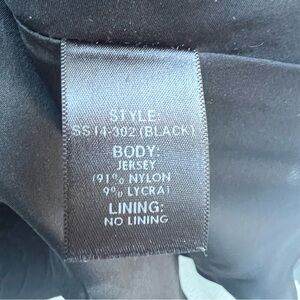 STYLE:
SS14-302 (BLACK)
BODY:
JERSEY
(91% NYLON
9% LYCRA)
LINING:
NO LINING